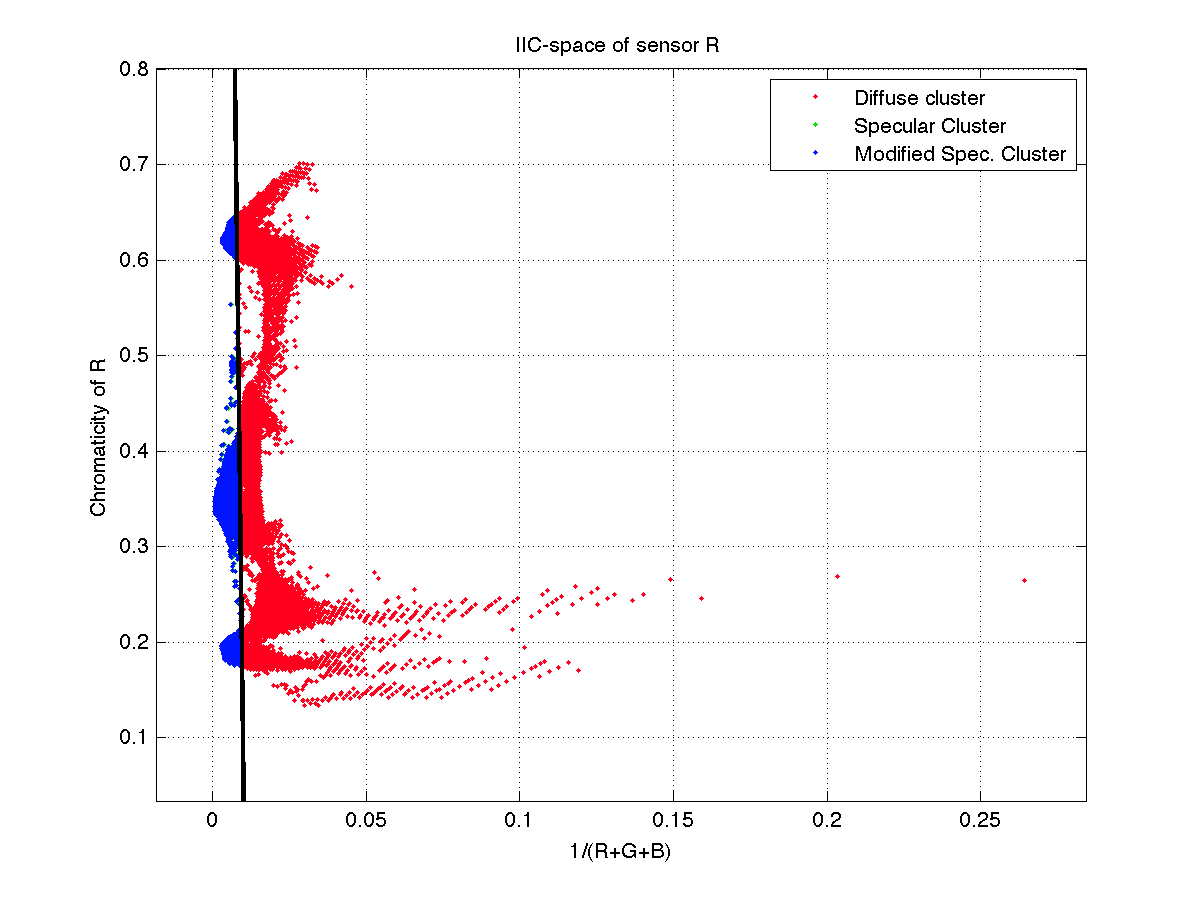 IIC-space of sensor R
Diffuse cluster
Specular Cluster
Modified Spec. Cluster
0.8
0.7
0.6
0.5
0.4
0.3
0.2
0.1
Chromaticity of R
0 0.05 0.1 0.15 0.2 0.25
1/(R+G+B)